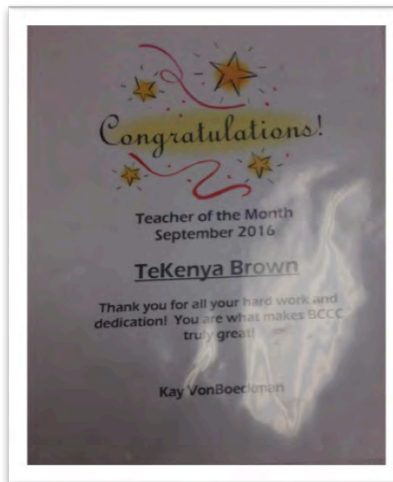 Congratulations!
Teacher of the Month
September 2016
TeKenya Brown
Thank you for all your hard work and
dedication! You are what makes BCCC
truly great!
Kay VonBoeckman